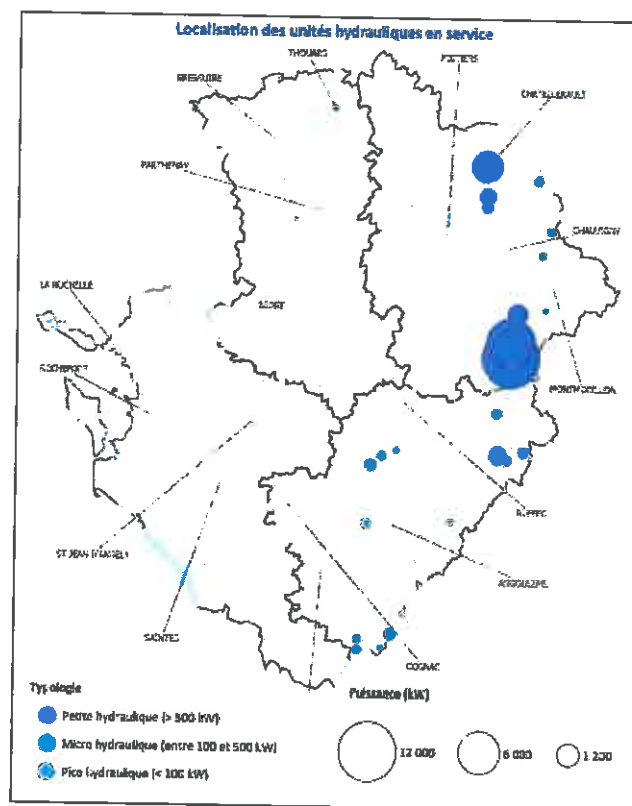 Localisation des unités hydrauliques en service
THOUARS
POITIERS
BRESSUIRE
CHATELLERAULT
PARTHENAY
CHAUVIGNY
LA ROCHELLE
NIORT
ROCHEFORT
MONTMORILLON
RUFFEC
ST JEAN D'ANGELY
ANGOULEME
SAINTES
COGNAC
Typologie
Puissance (kW)
Petite hydraulique (> 500 kW)
Micro hydraulique (entre 100 et 500 kW)
Pico hydraulique (< 100 kW)
12 000
6 000
1 200